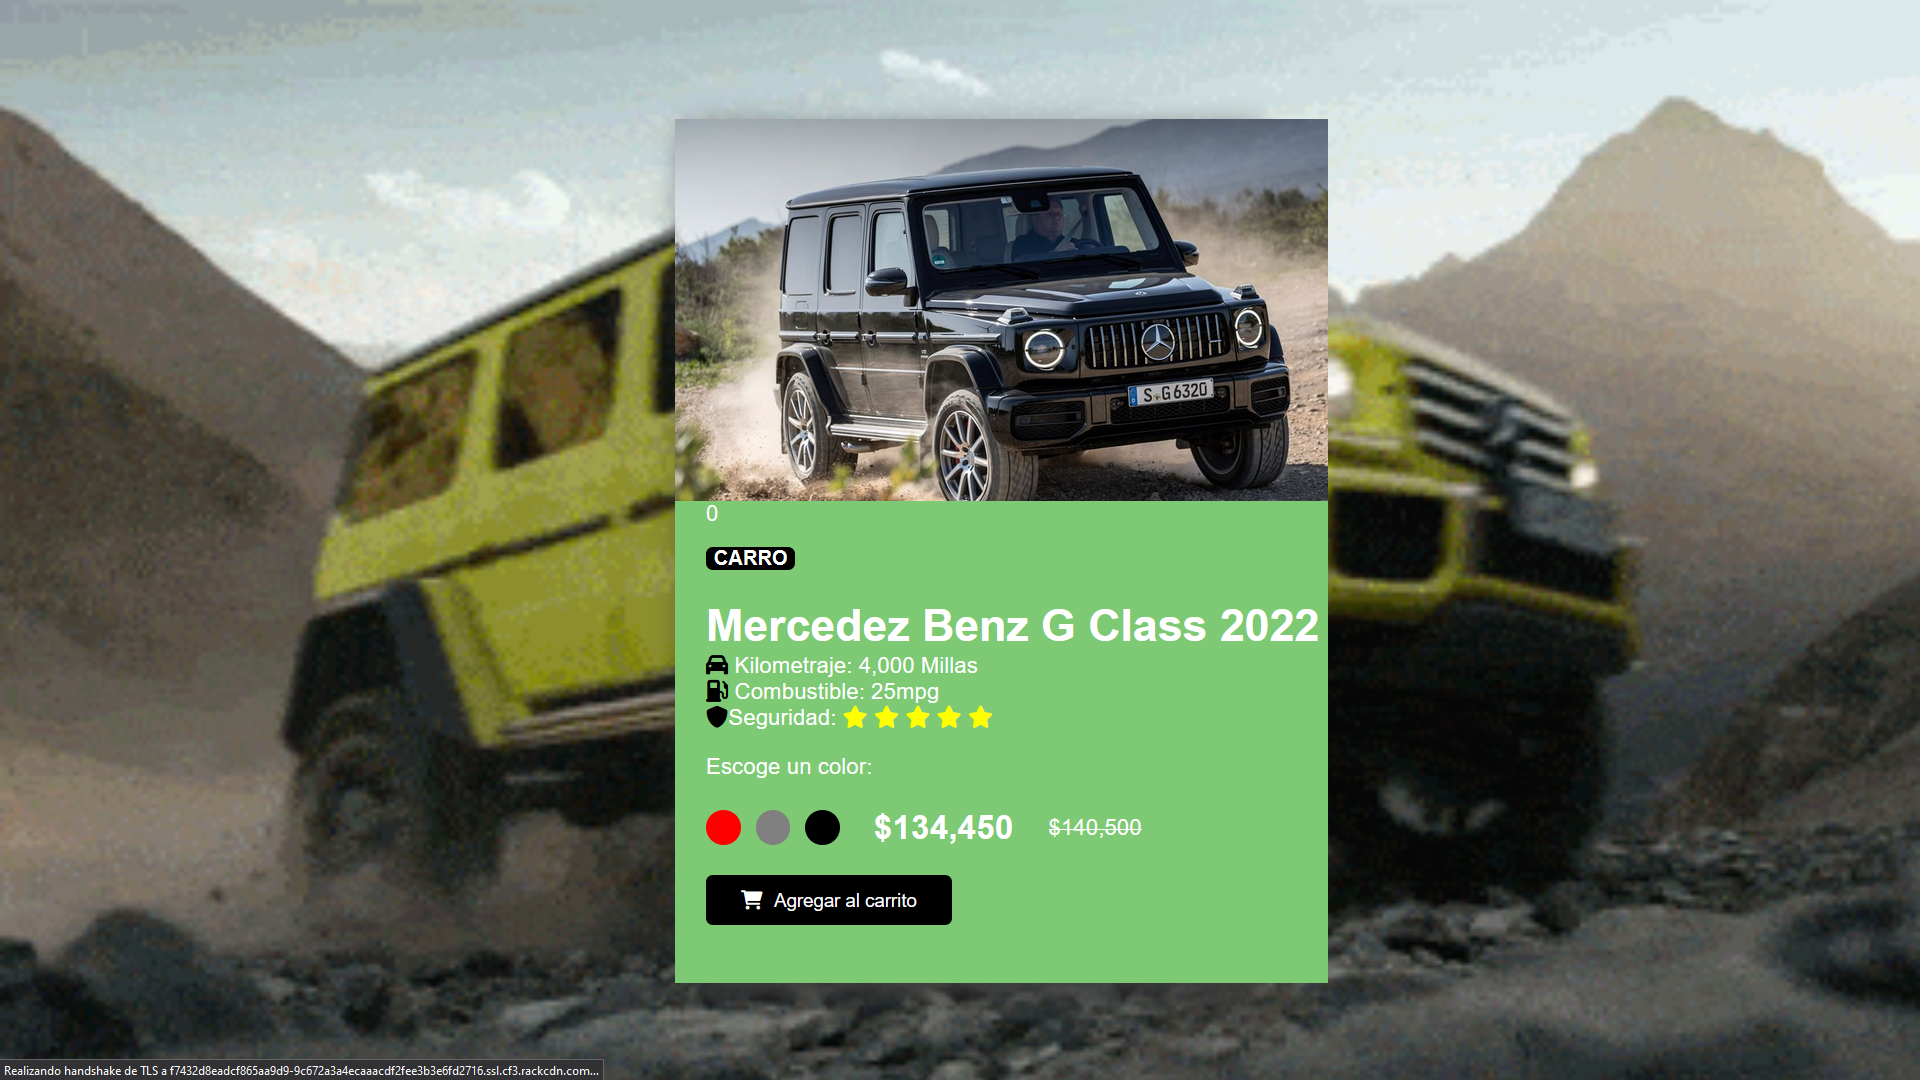 S G 6320
0
CARRO
Mercedez Benz G Class 2022
Kilometraje: 4,000 Millas
Combustible: 25mpg
Seguridad:
Escoge un color:
$134,450 $140,500
Agregar al carrito
Realizando handshake de TLS a f7432d8eadcf865aa9d9-9c672a3a4ecaaacdf2fee3b3e6fd2716.ssl.cf3.rackcdn.com...